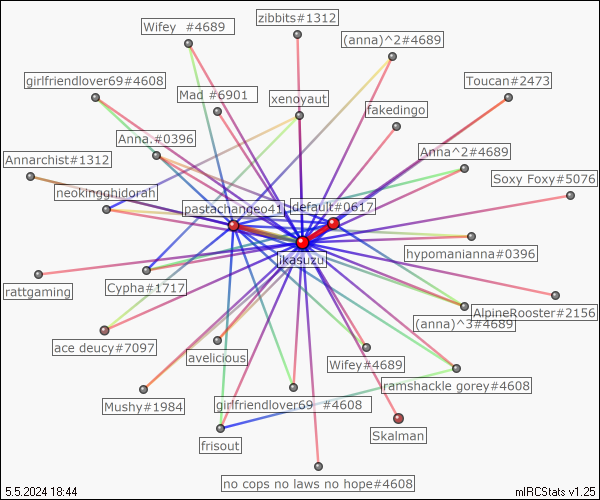 zibbits#1312
Wifey  #4689
(anna)^2#4689
girlfriendlover69#4608
Toucan#2473
Mad #6901
xenoyaut
fakedingo
Anna.#0396
Anna^2#4689
Annarchist#1312
Soxy Foxy#5076
neokingghidorah
pastachangeo41
default#0617
hypomanianna#0396
ikasuzu
rattgaming
Cypha#1717
AlpineRooster#2156
(anna)^3#4689
ace deucy#7097
avelicious
Wifey#4689
ramshackle gorey#4608
Mushy#1984
girlfriendlover69  #4608
Skalman
frisout
no cops no laws no hope#4608
5.5.2024 18:44
mIRCStats v1.25